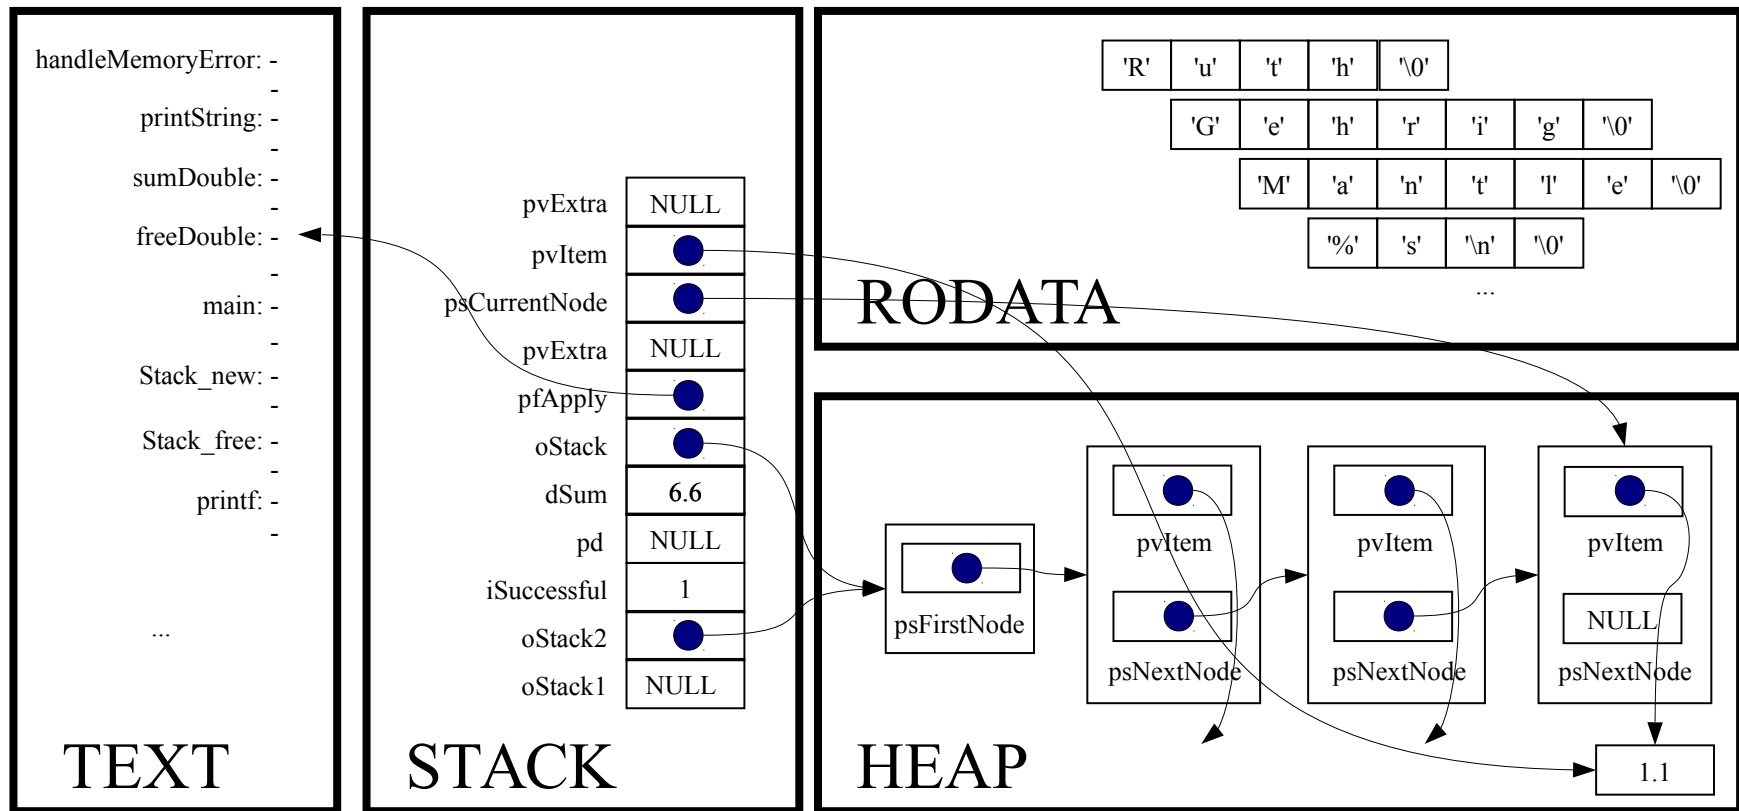 handleMemoryError: -
-
printString: -
-
sumDouble: -
-
freeDouble: -
-
main: -
-
Stack_new: -
-
Stack_free: -
-
printf: -
-
...
TEXT
pvExtra NULL
pvItem
psCurrentNode
pvExtra NULL
pfApply
oStack
dSum 6.6
pd NULL
iSuccessful 1
oStack2
oStack1 NULL
STACK
'R' 'u' 't' 'h' '\0'
'G' 'e' 'h' 'r' 'i' 'g' '\0'
'M' 'a' 'n' 't' 'l' 'e' '\0'
'%' 's' '\n' '\0'
...
RODATA
psFirstNode
pvItem
psNextNode
pvItem
psNextNode
pvItem
NULL
psNextNode
1.1
HEAP